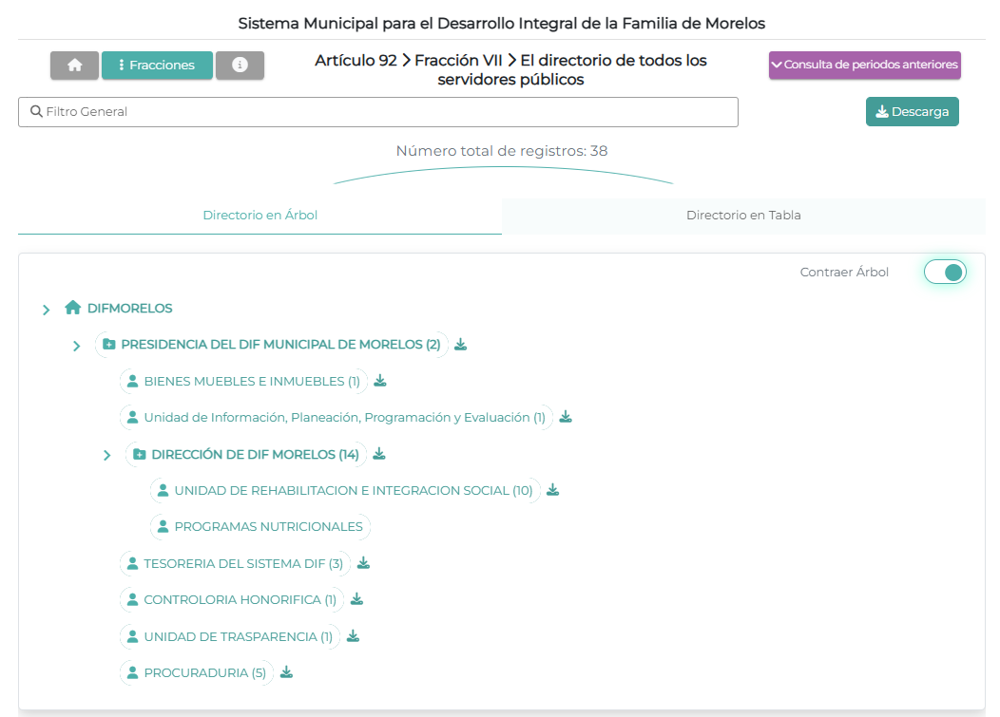 Sistema Municipal para el Desarrollo Integral de la Familia de Morelos
Fracciones
Artículo 92 > Fracción VII > El directorio de todos los
servidores públicos
Consulta de periodos anteriores
Filtro General
Descarga
Número total de registros: 38
Directorio en Árbol
Directorio en Tabla
Contraer Árbol
DIFMORELOS
PRESIDENCIA DEL DIF MUNICIPAL DE MORELOS (2)
BIENES MUEBLES E INMUEBLES (1)
Unidad de Información, Planeación, Programación y Evaluación (1)
DIRECCIÓN DE DIF MORELOS (14)
UNIDAD DE REHABILITACION E INTEGRACION SOCIAL (10)
PROGRAMAS NUTRICIONALES
TESORERIA DEL SISTEMA DIF (3)
CONTROLORIA HONORIFICA (1)
UNIDAD DE TRASPARENCIA (1)
PROCURADURIA (5)